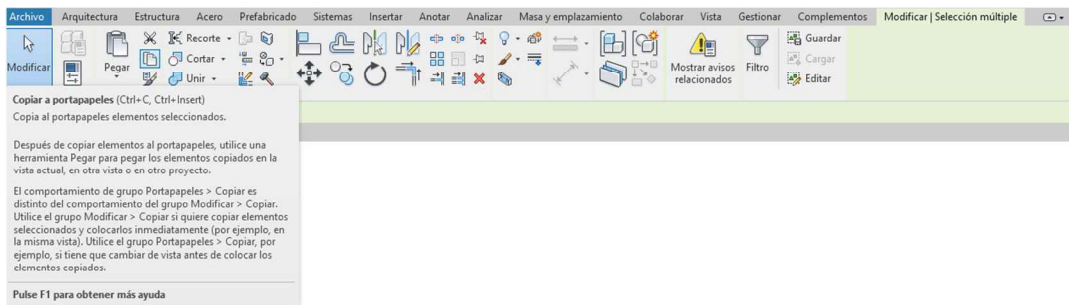 Archivo Arquitectura Estructura Acero Prefabricado Sistemas Insertar Anotar Analizar Masa y emplazamiento Colaborar Vista Gestionar Complementos Modificar | Selección múltiple
Modificar
Pegar
Recorte
Cortar
Unir
Mostrar avisos
relacionados
Filtro
Guardar
Cargar
Editar
Copiar a portapapeles (Ctrl+C, Ctrl+Insert)
Copia al portapapeles elementos seleccionados.
Después de copiar elementos al portapapeles, utilice una
herramienta Pegar para pegar los elementos copiados en la
vista actual, en otra vista o en otro proyecto.
El comportamiento de grupo Portapapeles > Copiar es
distinto del comportamiento del grupo Modificar > Copiar.
Utilice el grupo Modificar > Copiar si quiere copiar elementos
seleccionados y colocarlos inmediatamente (por ejemplo, en
la misma vista). Utilice el grupo Portapapeles > Copiar, por
ejemplo, si tiene que cambiar de vista antes de colocar los
elementos copiados.
Pulse F1 para obtener más ayuda